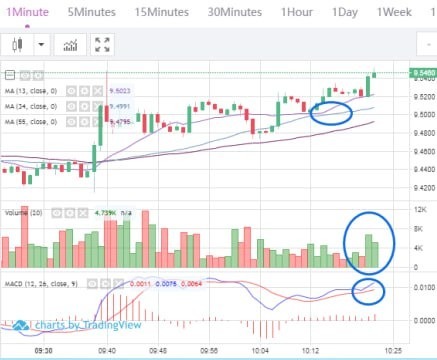 1Minute 5Minutes 15Minutes 30Minutes 1Hour 1Day 1Week 1
9.5460
MA (13, close, 0) 9.5023
9.5200
MA (34, close, 0) 9.4991
9.5000
MA (55, close, 0) 9.4795
9.4800
9.4400
9.4200
Volume (20) 4.739K n/a
12K
8K
4K
0
MACD (12, 26, close, 9) 0.0011 0.0075 0.0064
0.0100
0.0000
charts by TradingView
09:30 09:40 09:48 09:56 10:04 10:12 10:25